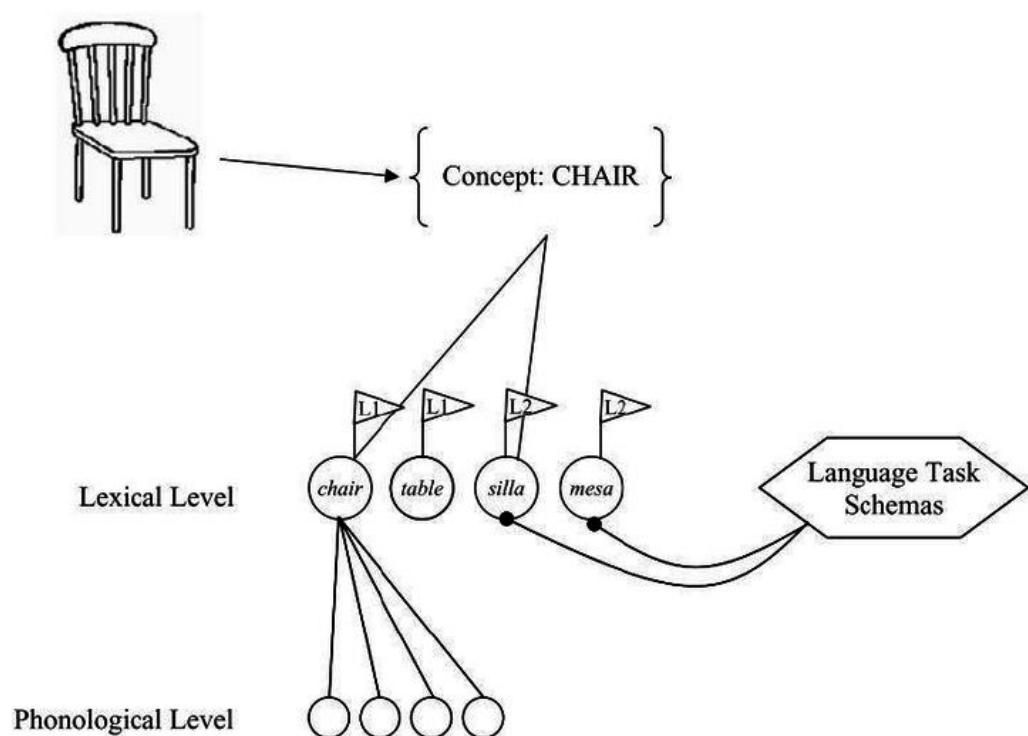 Concept: CHAIR
L1
L1
L2
L2
Lexical Level
chair
table
silla
mesa
Language Task
Schemas
Phonological Level